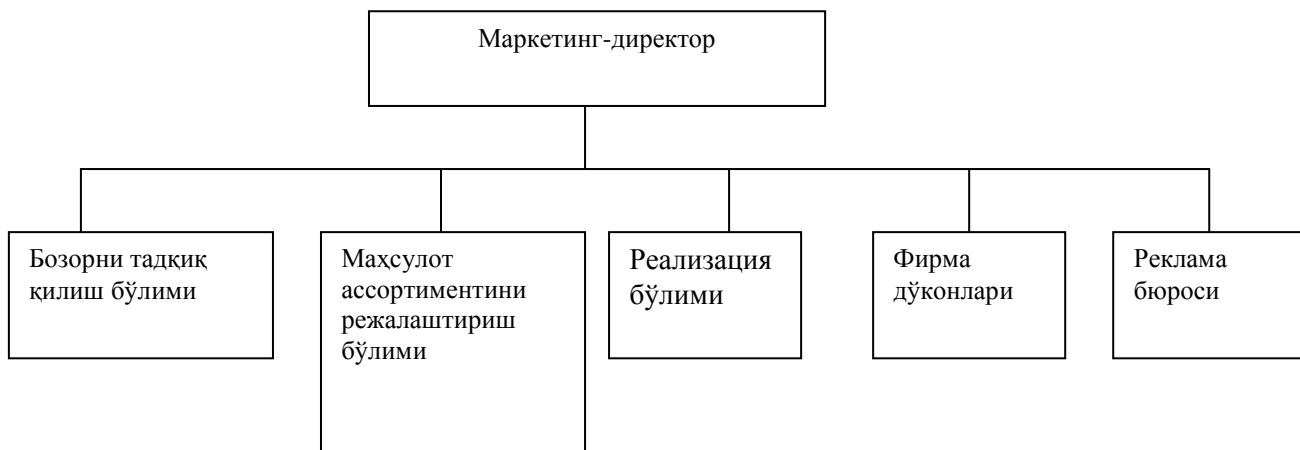 Маркетинг-директор
Бозорни тадқиқ
қилиш бўлими
Маҳсулот
ассортиментини
режалаштириш
бўлими
Реализация
бўлими
Фирма
дўконлари
Реклама
бюроси